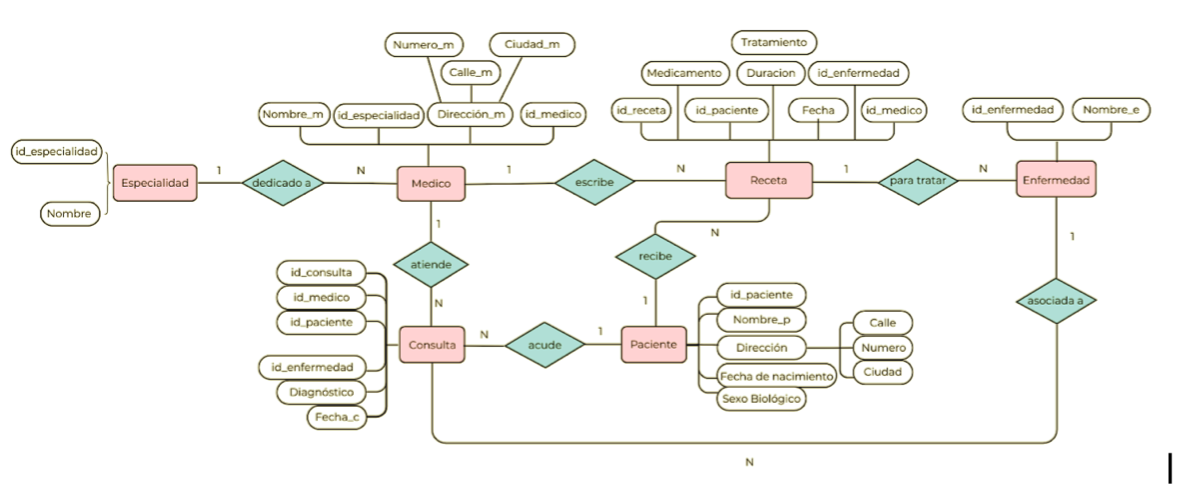 Tratamiento
Numero_m
Ciudad_m
Calle_m
Medicamento
Duracion
id_enfermedad
Nombre_m
id_especialidad
Dirección_m
id_medico
id_receta
id_paciente
Fecha
id_medico
id_enfermedad
Nombre_e
id_especialidad
Nombre
Especialidad
1
dedicado a
N
Medico
1
escribe
N
Receta
1
para tratar
N
Enfermedad
1
atiende
N
N
recibe
1
1
asociada a
id_consulta
id_medico
id_paciente
id_enfermedad
Diagnóstico
Fecha_c
Consulta
N
acude
1
Paciente
id_paciente
Nombre_p
Dirección
Fecha de nacimiento
Sexo Biológico
Calle
Numero
Ciudad
N